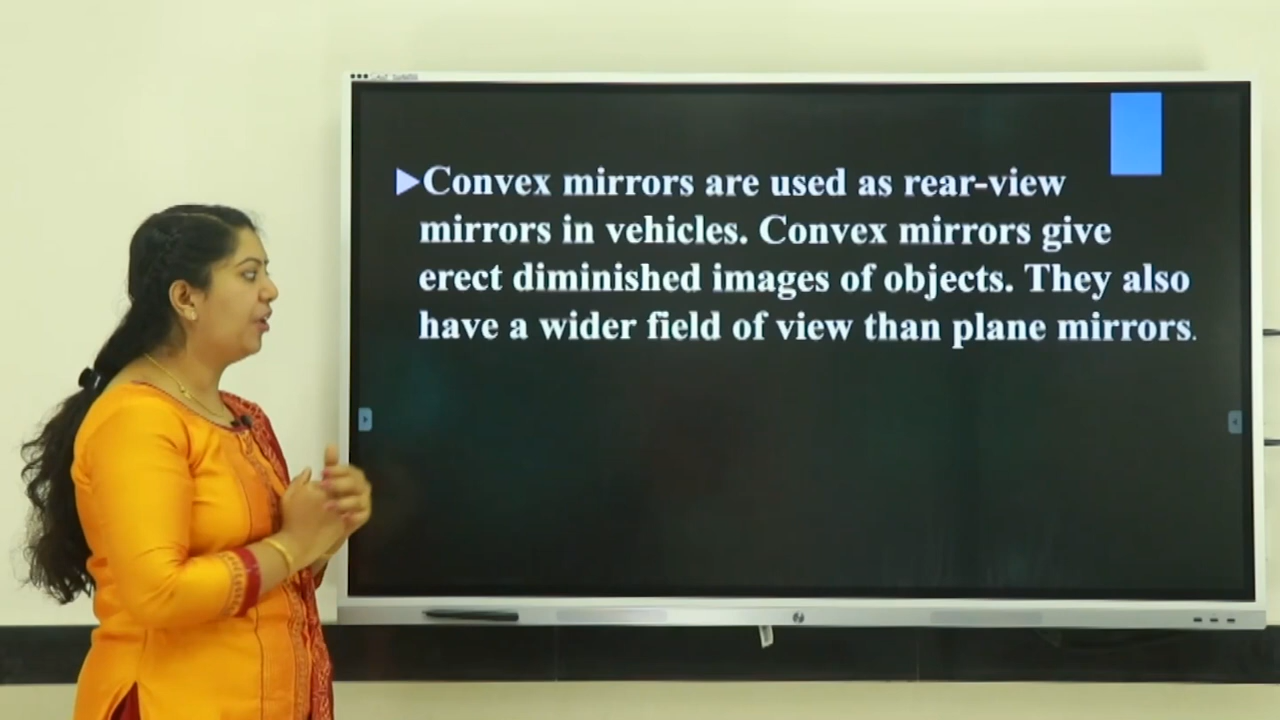 Convex mirrors are used as rear-view
mirrors in vehicles. Convex mirrors give
erect diminished images of objects. They also
have a wider field of view than plane mirrors.